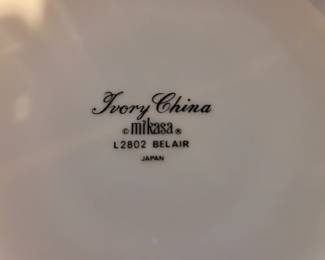 Ivory China
© mikasa ®
L2802 BELAIR
JAPAN